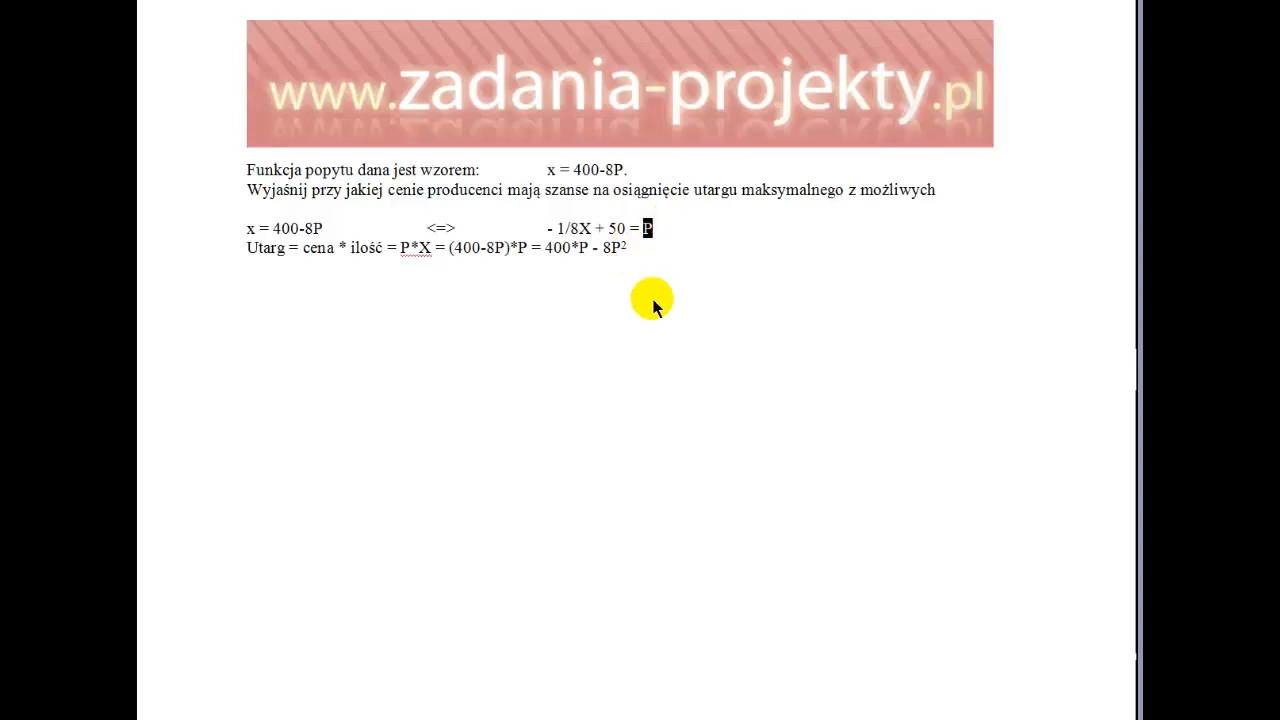 www.zadania-projekty.pl
Funkcja popytu dana jest wzorem: x = 400-8P.
Wyjaśnij przy jakiej cenie producenci mają szanse na osiągnięcie utargu maksymalnego z możliwych
x = 400-8P <=> - 1/8X + 50 = P
Utarg = cena * ilość = P*X = (400-8P)*P = 400*P - 8P²